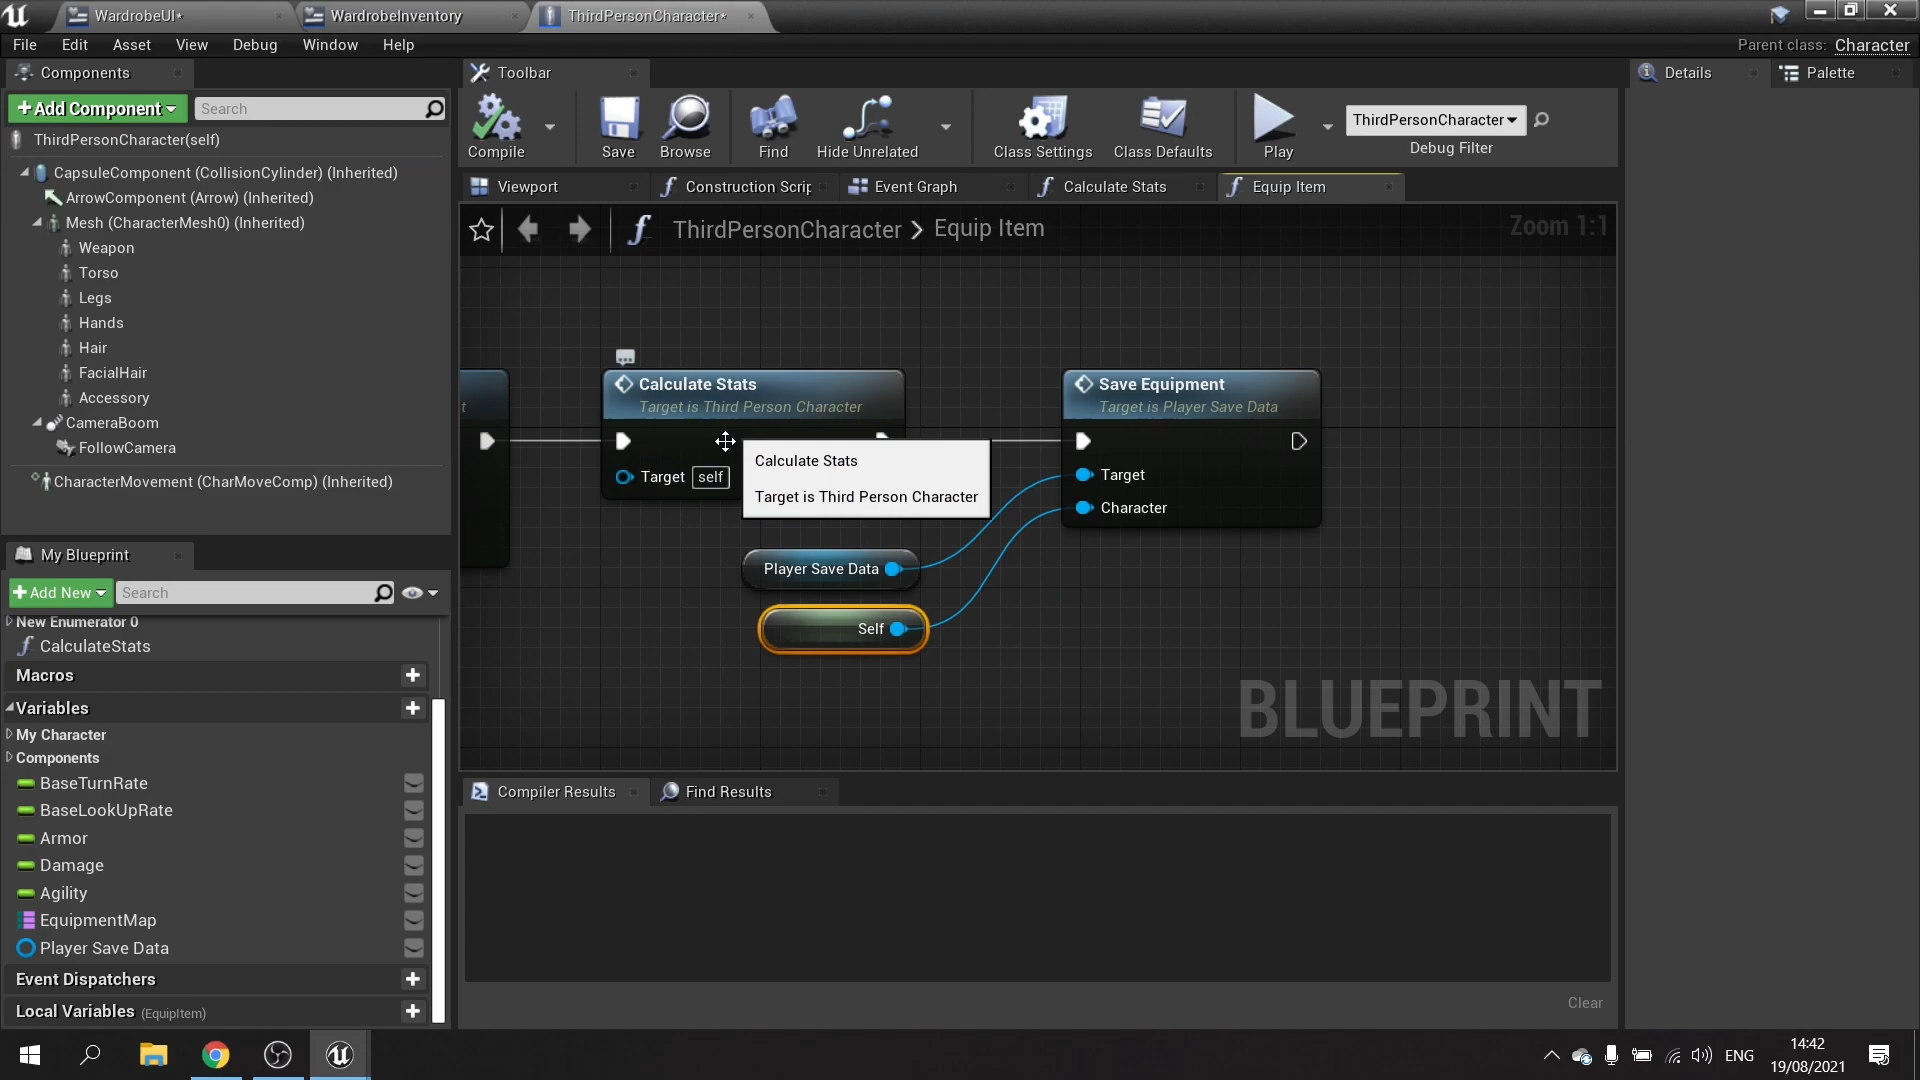 WardrobeUI*
WardrobeInventory
ThirdPersonCharacter*
File Edit Asset View Debug Window Help
Parent class: Character
Components
Toolbar
Details
Palette
+Add Component
Search
ThirdPersonCharacter(self)
CapsuleComponent (CollisionCylinder) (Inherited)
ArrowComponent (Arrow) (Inherited)
Mesh (CharacterMesh0) (Inherited)
Weapon
Torso
Legs
Hands
Hair
FacialHair
Accessory
CameraBoom
FollowCamera
CharacterMovement (CharMoveComp) (Inherited)
Compile
Save
Browse
Find
Hide Unrelated
Class Settings
Class Defaults
Play
ThirdPersonCharacter
Debug Filter
Viewport
Construction Scrip
Event Graph
Calculate Stats
Equip Item
ThirdPersonCharacter > Equip Item
Zoom 1:1
t
Calculate Stats
Target is Third Person Character
Target self
Calculate Stats
Target is Third Person Character
Save Equipment
Target is Player Save Data
Target
Character
Player Save Data
Self
BLUEPRINT
My Blueprint
+Add New
Search
New Enumerator 0
CalculateStats
Macros
Variables
My Character
Components
BaseTurnRate
BaseLookUpRate
Armor
Damage
Agility
EquipmentMap
Player Save Data
Event Dispatchers
Local Variables (EquipItem)
Compiler Results
Find Results
Clear
ENG
14:42
19/08/2021